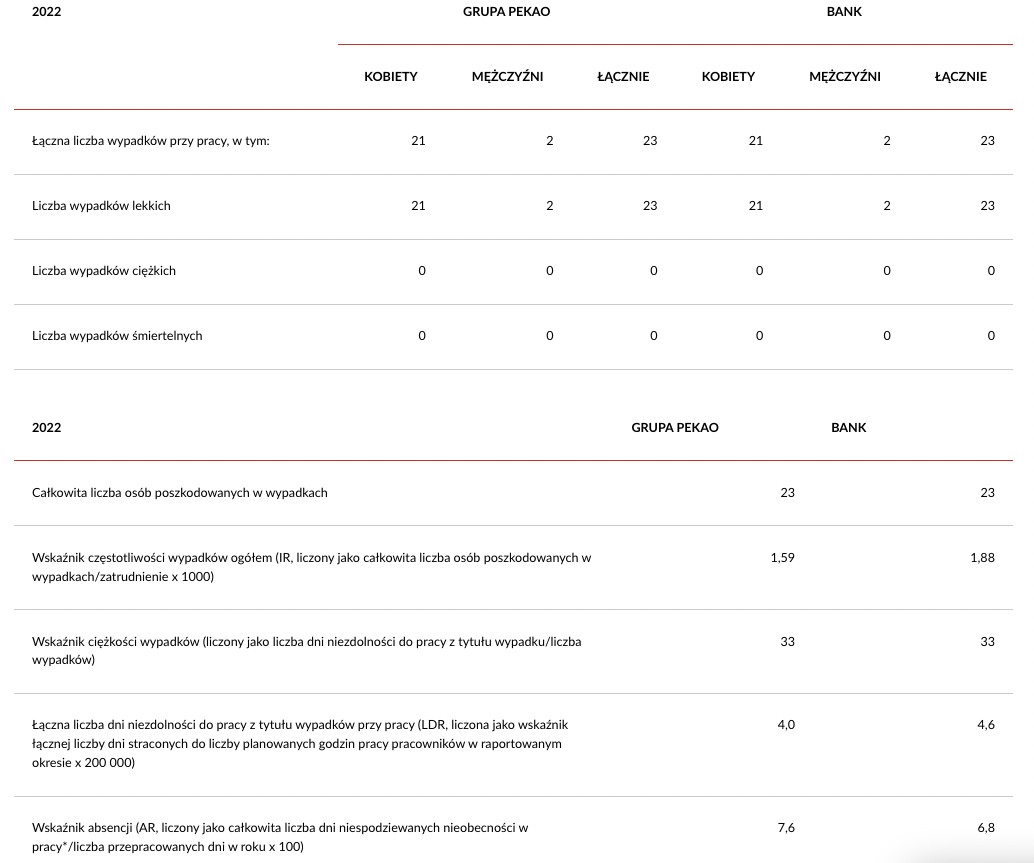 2022 GRUPA PEKAO BANK
KOBIETY MĘŻCZYŹNI ŁĄCZNIE KOBIETY MĘŻCZYŹNI ŁĄCZNIE
Łączna liczba wypadków przy pracy, w tym: 21 2 23 21 2 23
Liczba wypadków lekkich 21 2 23 21 2 23
Liczba wypadków ciężkich 0 0 0 0 0 0
Liczba wypadków śmiertelnych 0 0 0 0 0 0
2022 GRUPA PEKAO BANK
Całkowita liczba osób poszkodowanych w wypadkach 23 23
Wskaźnik częstotliwości wypadków ogółem (IR, liczony jako całkowita liczba osób poszkodowanych w 1,59 1,88
wypadkach/zatrudnienie x 1000)
Wskaźnik ciężkości wypadków (liczony jako liczba dni niezdolności do pracy z tytułu wypadku/liczba 33 33
wypadków)
Łączna liczba dni niezdolności do pracy z tytułu wypadków przy pracy (LDR, liczona jako wskaźnik 4,0 4,6
łącznej liczby dni straconych do liczby planowanych godzin pracy pracowników w raportowanym
okresie x 200 000)
Wskaźnik absencji (AR, liczony jako całkowita liczba dni niespodziewanych nieobecności w 7,6 6,8
pracy*/liczba przepracowanych dni w roku x 100)